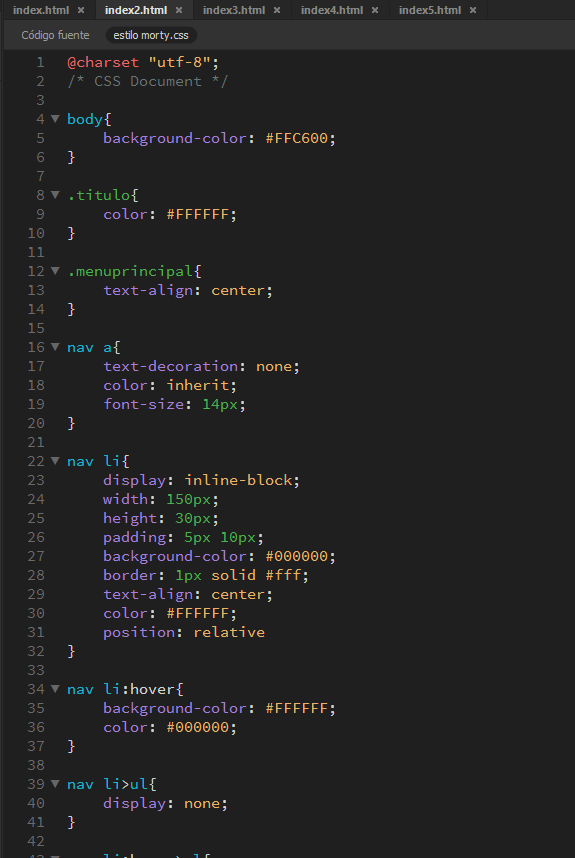 index.html × index2.html × index3.html × index4.html × index5.html ×
Código fuente estilo morty.css
1 @charset "utf-8";
2 /* CSS Document */
3
4 body{
5 background-color: #FFC600;
6 }
7
8 .titulo{
9 color: #FFFFFF;
10 }
11
12 .menuprincipal{
13 text-align: center;
14 }
15
16 nav a{
17 text-decoration: none;
18 color: inherit;
19 font-size: 14px;
20 }
21
22 nav li{
23 display: inline-block;
24 width: 150px;
25 height: 30px;
26 padding: 5px 10px;
27 background-color: #000000;
28 border: 1px solid #fff;
29 text-align: center;
30 color: #FFFFFF;
31 position: relative
32 }
33
34 nav li:hover{
35 background-color: #FFFFFF;
36 color: #000000;
37 }
38
39 nav li>ul{
40 display: none;
41 }
42